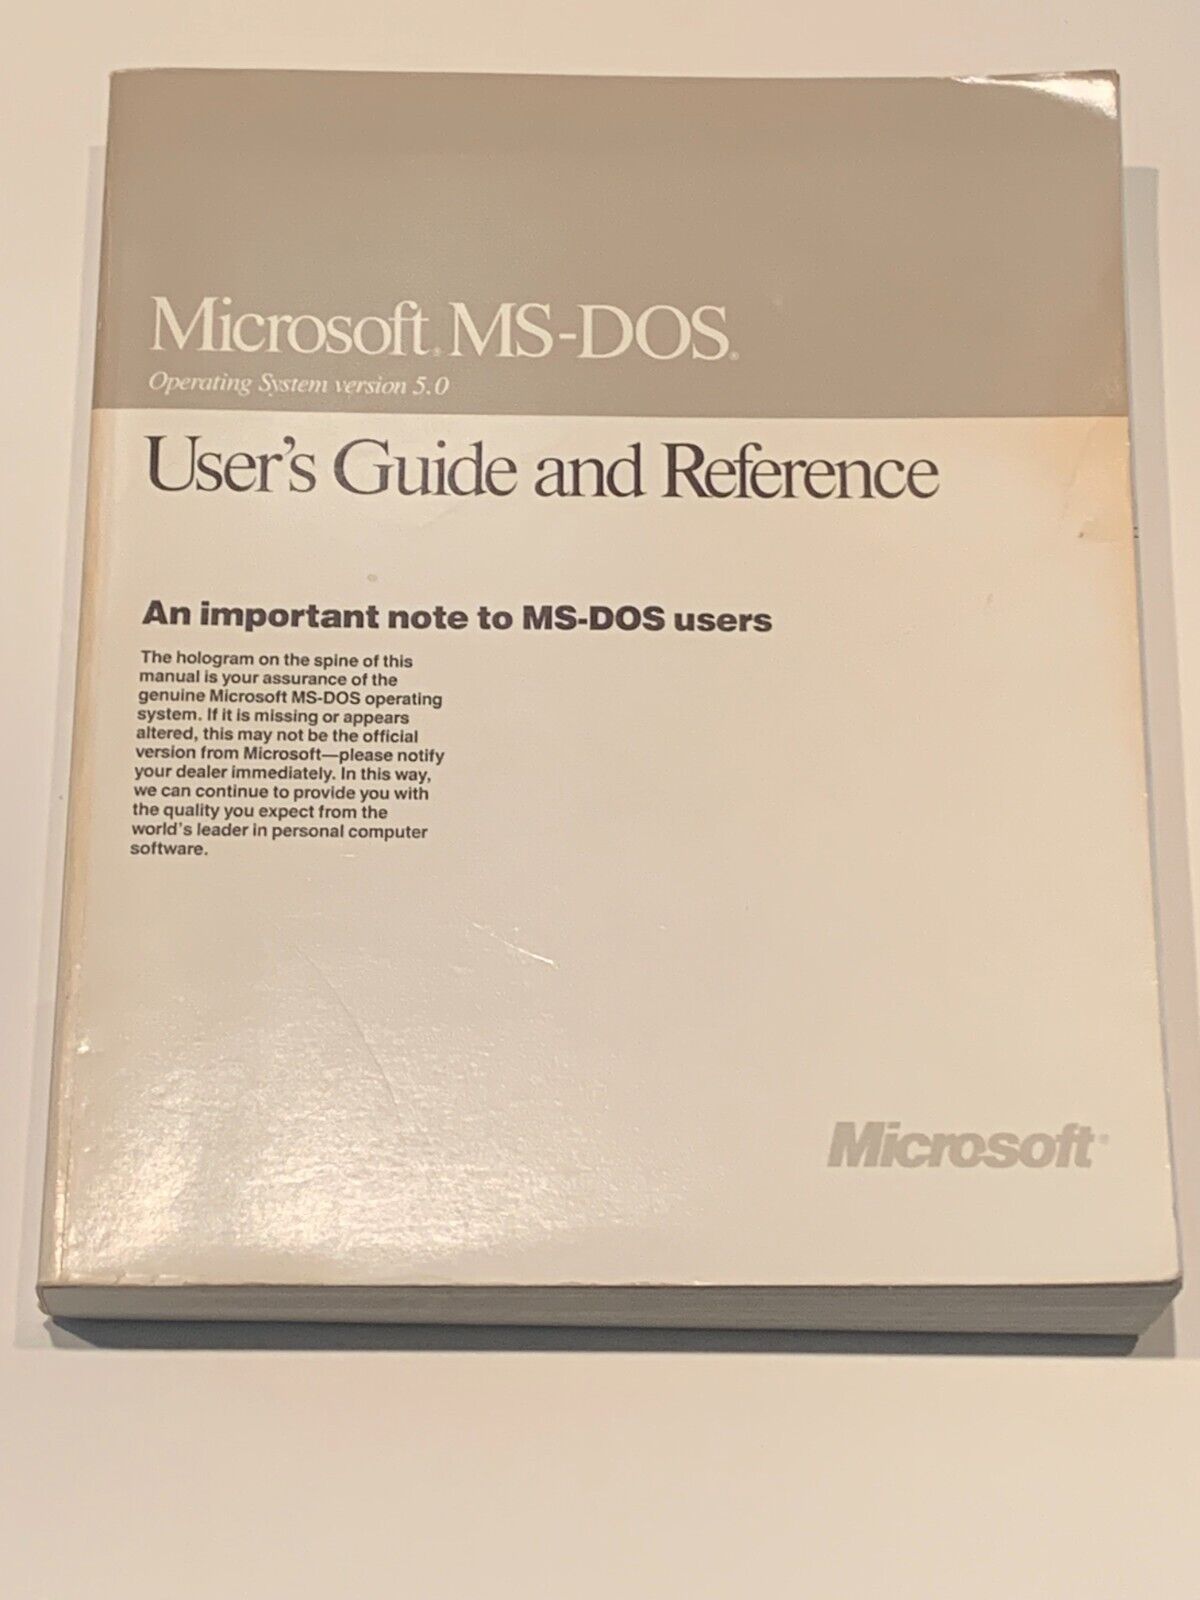 Microsoft® MS-DOS®
Operating System version 5.0
User's Guide and Reference
An important note to MS-DOS users
The hologram on the spine of this
manual is your assurance of the
genuine Microsoft MS-DOS operating
system. If it is missing or appears
altered, this may not be the official
version from Microsoft—please notify
your dealer immediately. In this way,
we can continue to provide you with
the quality you expect from the
world's leader in personal computer
software.
Microsoft®